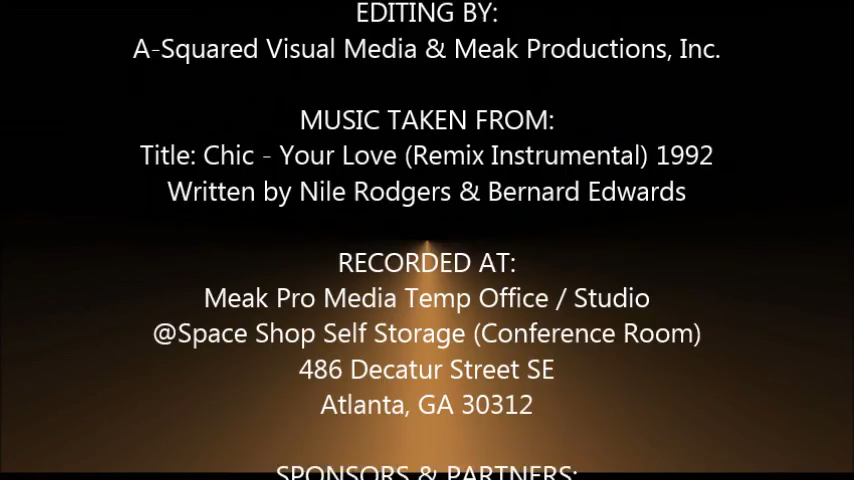 EDITING BY:
A-Squared Visual Media & Meak Productions, Inc.
MUSIC TAKEN FROM:
Title: Chic - Your Love (Remix Instrumental) 1992
Written by Nile Rodgers & Bernard Edwards
RECORDED AT:
Meak Pro Media Temp Office / Studio
@Space Shop Self Storage (Conference Room)
486 Decatur Street SE
Atlanta, GA 30312
SPONSORS & PARTNERS: